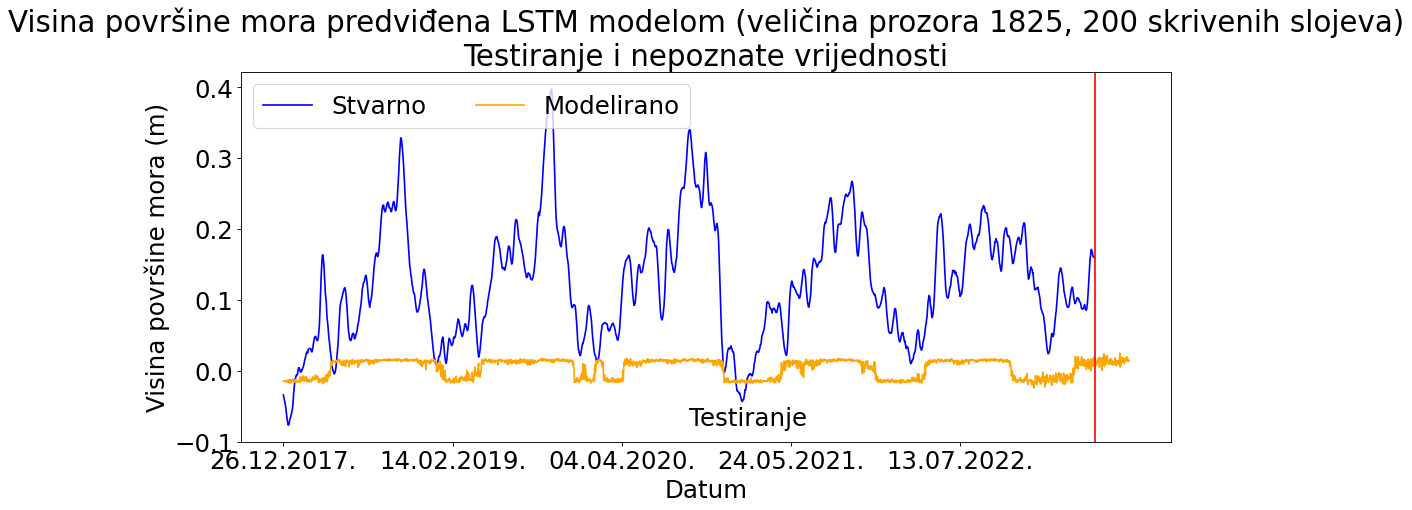 Visina površine mora predviđena LSTM modelom (veličina prozora 1825, 200 skrivenih slojeva)
Testiranje i nepoznate vrijednosti
Stvarno Modelirano
Visina površine mora (m)
0.4
0.3
0.2
0.1
0.0
−0.1
Testiranje
26.12.2017. 14.02.2019. 04.04.2020. 24.05.2021. 13.07.2022.
Datum